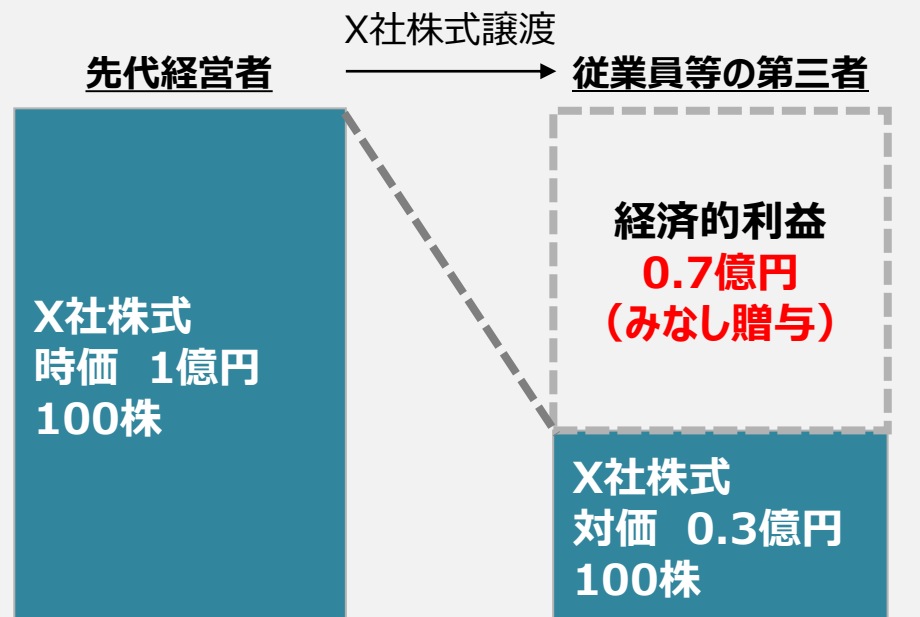 X社株式譲渡
先代経営者
従業員等の第三者
X社株式
時価 1億円
100株
経済的利益
0.7億円
（みなし贈与）
X社株式
対価 0.3億円
100株